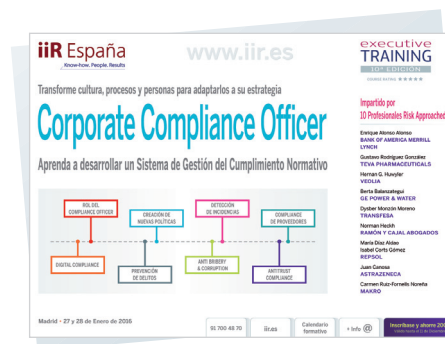 iiR España
Know-how. People. Results
www.iir.es
executive
TRAINING
10ª EDICIÓN
Transforme cultura, procesos y personas para adaptarlos a su estrategia
Corporate Compliance Officer
Aprenda a desarrollar un Sistema de Gestión del Cumplimiento Normativo
Impartido por
10 Profesionales Risk Approached
Enrique Alonso Alonso
BANK OF AMERICA MERRILL
LYNCH
Gustavo Rodríguez González
TEVA PHARMACEUTICALS
Hernan G. Huwyler
VEOLIA
Berta Balanzategui
GE POWER & WATER
Dysber Monzón Moreno
TRANSFESA
Norman Heckh
RAMÓN Y CAJAL ABOGADOS
María Díaz Aldao
Isabel Corts Gómez
REPSOL
Juan Canosa
ASTRAZENECA
Carmen Ruiz-Fornells Noreña
MAKRO
ROL DEL
COMPLIANCE OFFICER
CREACIÓN DE
NUEVAS POLÍTICAS
DETECCIÓN
DE INCIDENCIAS
COMPLIANCE
DE PROVEEDORES
DIGITAL COMPLIANCE
PREVENCIÓN
DE DELITOS
ANTI BRIBERY
& CORRUPTION
ANTITRUST
COMPLIANCE
Madrid • 27 y 28 de Enero de 2016
91 700 48 70
iir.es
Calendario
formativo
+ Info @
Inscríbase y ahorre 200